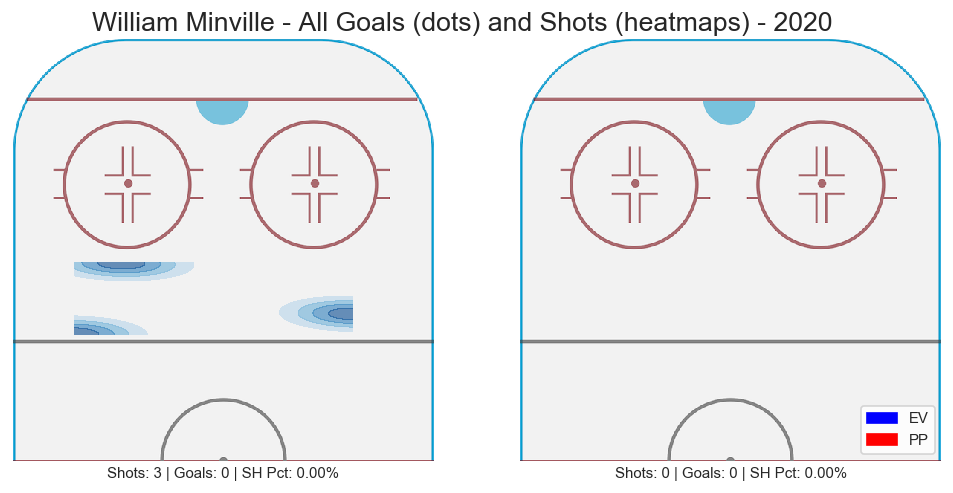 William Minville - All Goals (dots) and Shots (heatmaps) - 2020
EV
PP
Shots: 3 | Goals: 0 | SH Pct: 0.00%
Shots: 0 | Goals: 0 | SH Pct: 0.00%